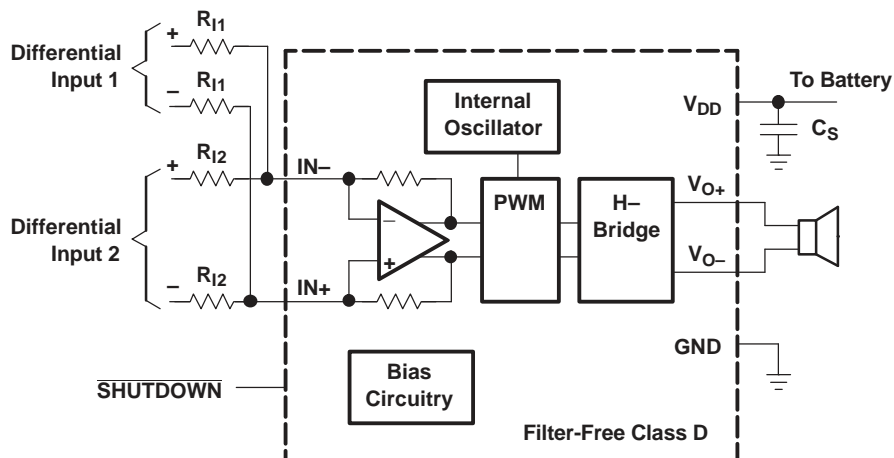 Differential
Input 1
+
R_I1
−
R_I1
Differential
Input 2
+
R_I2
−
R_I2
IN−
IN+
−
+
Internal
Oscillator
PWM
H−
Bridge
V_DD
To Battery
C_S
V_O+
V_O−
GND
SHUTDOWN
Bias
Circuitry
Filter-Free Class D